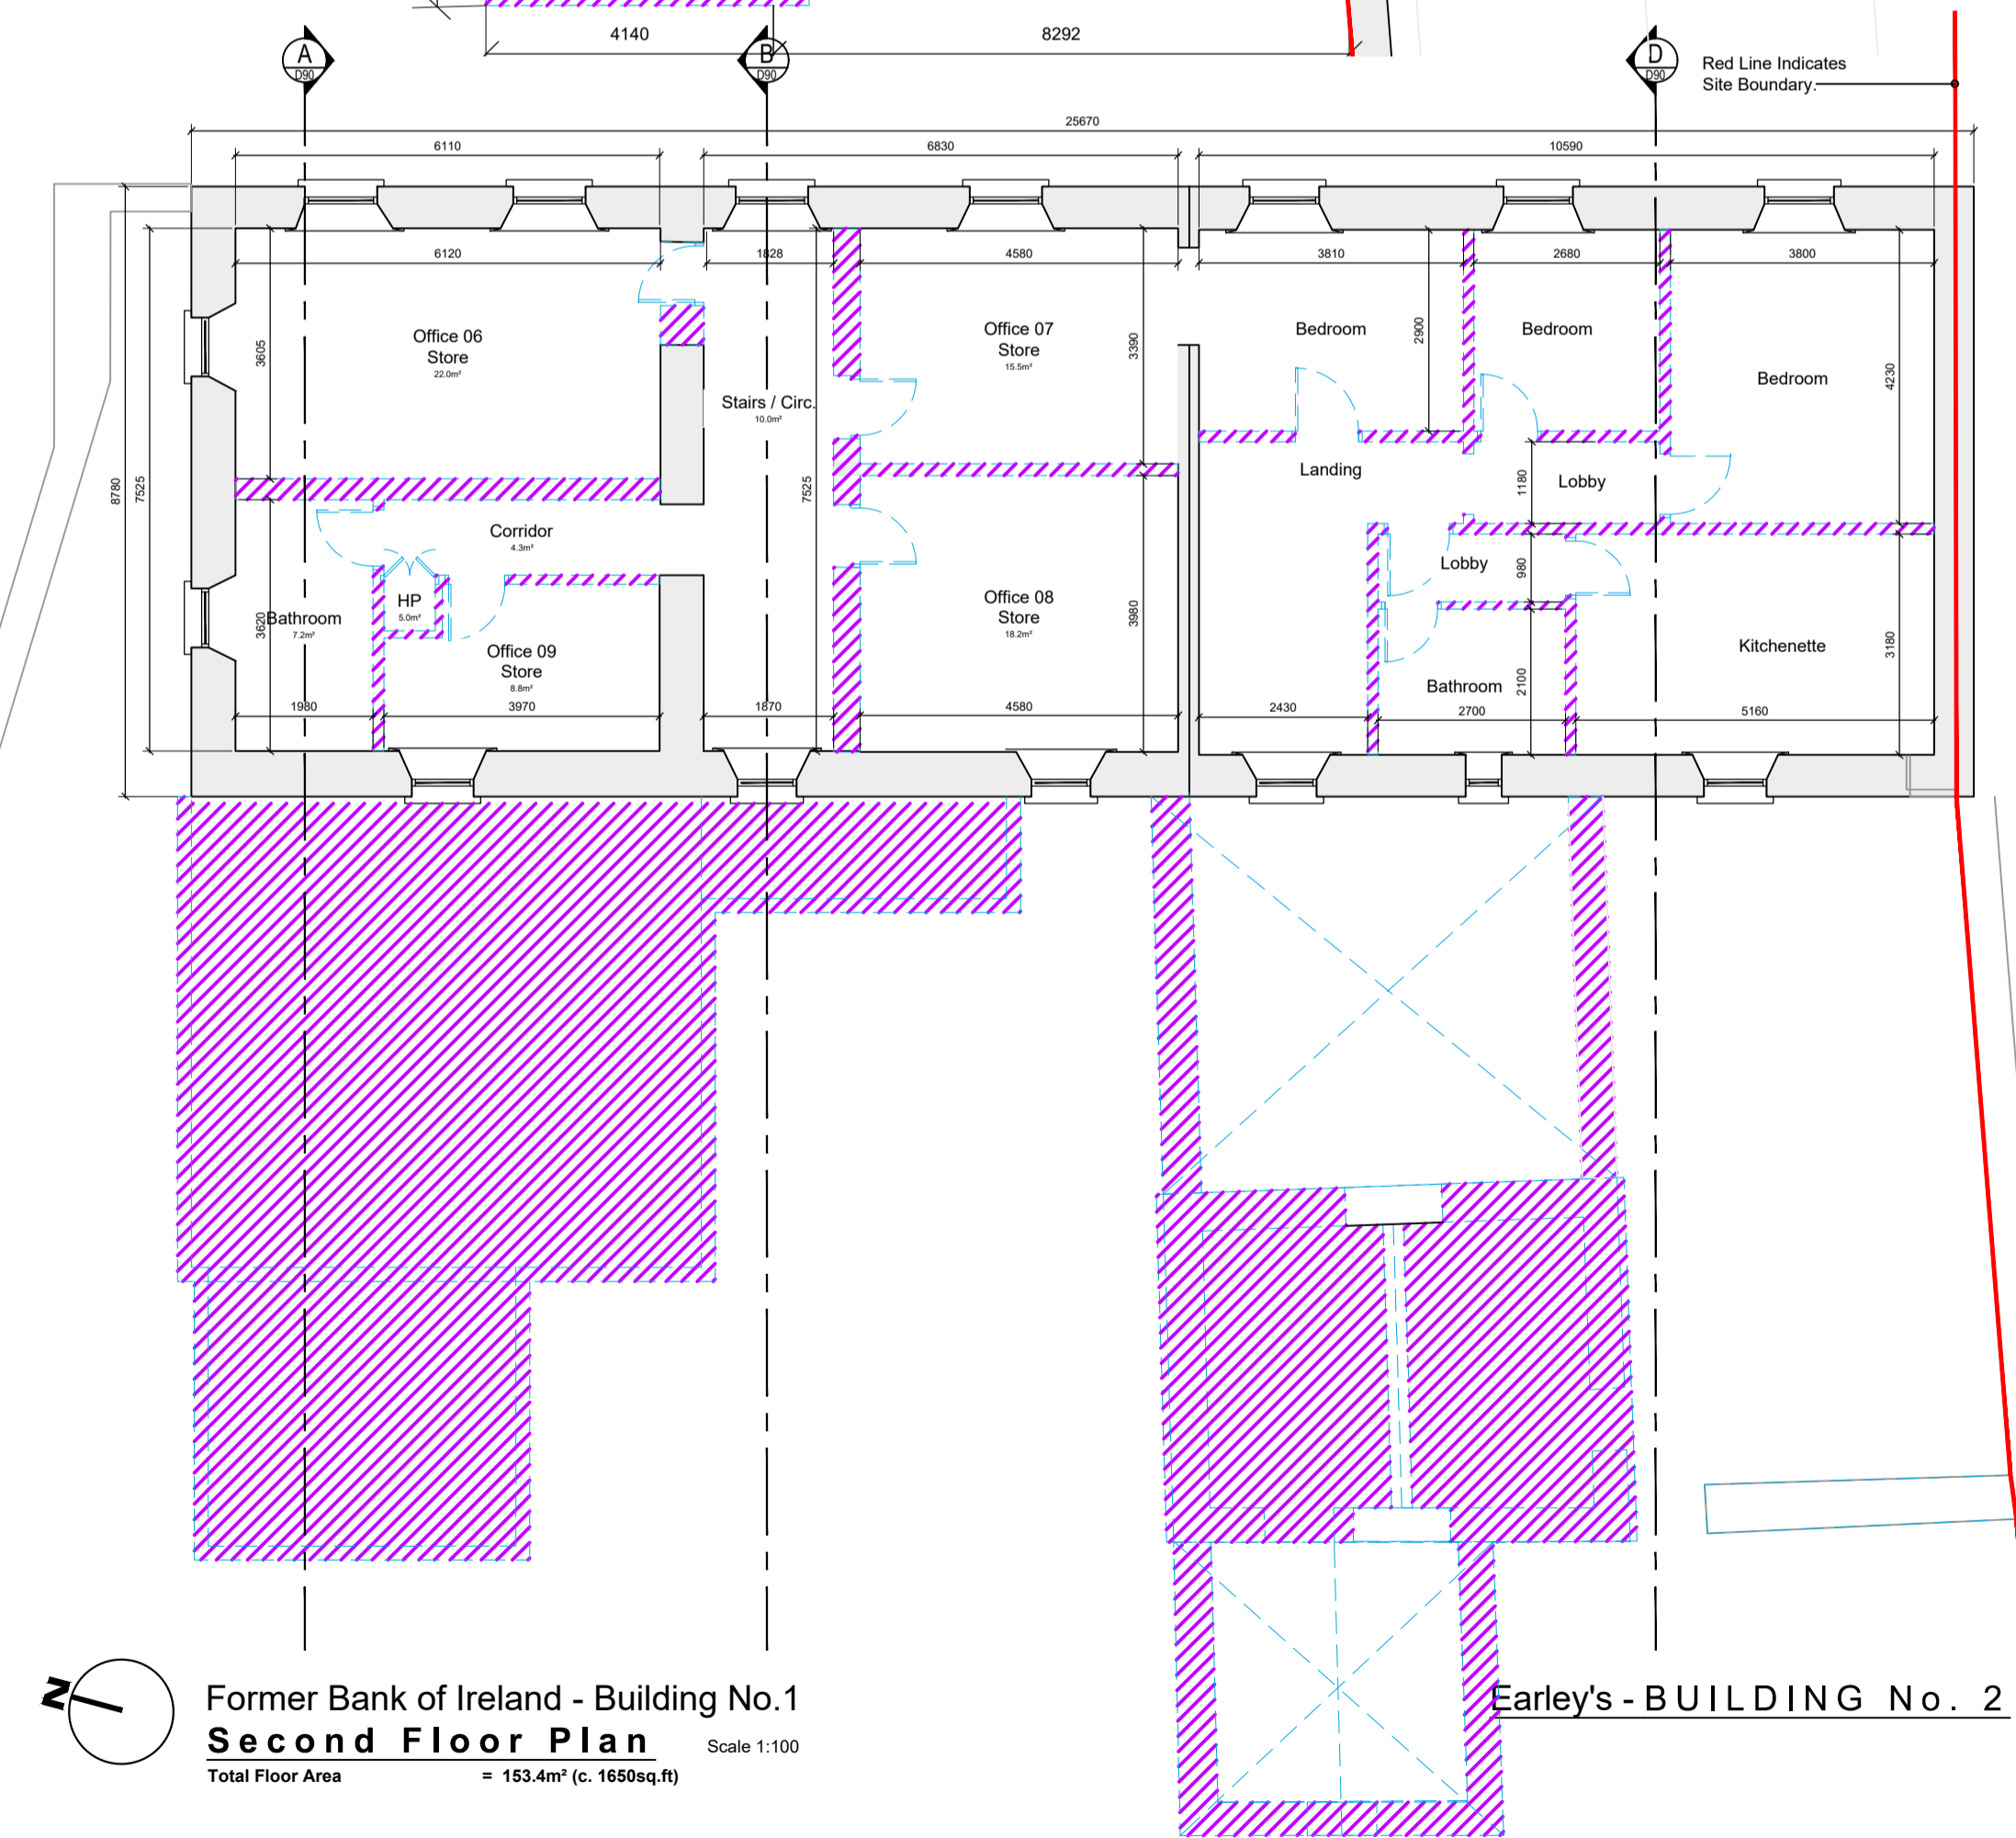 4140
8292
A
D90
B
D90
D
D90
Red Line Indicates
Site Boundary.
25670
6110
6830
10590
6120
1828
4580
3810
2680
3800
8780
7525
3605
Office 06
Store
22.0m²
Stairs / Circ.
10.0m²
7525
Office 07
Store
15.5m²
3390
Bedroom
2900
Bedroom
Bedroom
4230
Landing
Lobby
1180
Corridor
4.3m²
HP
5.0m²
3620
Bathroom
7.2m²
Office 09
Store
8.8m²
Office 08
Store
18.2m²
3980
Lobby
980
Bathroom
2100
Kitchenette
3180
1980
3970
1870
4580
2430
2700
5160
N
Former Bank of Ireland - Building No.1
Second Floor Plan
Scale 1:100
Total Floor Area = 153.4m² (c. 1650sq.ft)
Earley's - BUILDING No. 2